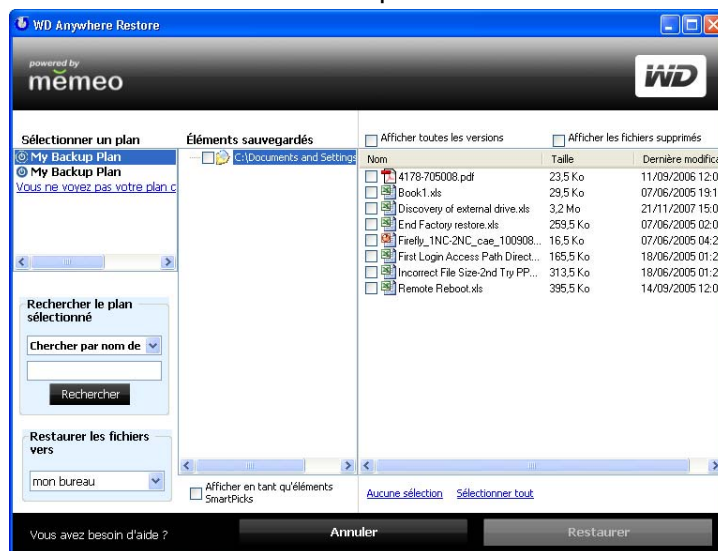 WD Anywhere Restore
powered by
memeo
WD
Sélectionner un plan
My Backup Plan
My Backup Plan
Vous ne voyez pas votre plan c
Rechercher le plan
sélectionné
Chercher par nom de
Rechercher
Restaurer les fichiers
vers
mon bureau
Éléments sauvegardés
C:\Documents and Settings
Afficher en tant qu'éléments
SmartPicks
Afficher toutes les versions Afficher les fichiers supprimés
Nom Taille Dernière modifica
4178-705008.pdf 23,5 Ko 11/09/2006 12:0
Book1.xls 29,5 Ko 07/06/2005 19:1
Discovery of external drive.xls 3,2 Mo 21/11/2007 15:0
End Factory restore.xls 259,5 Ko 07/06/2005 02:0
Firefly_1NC-2NC_cae_100908... 16,5 Ko 07/06/2005 04:2
First Login Access Path Direct... 165,5 Ko 18/06/2005 01:2
Incorrect File Size-2nd Try PP... 313,5 Ko 18/06/2005 01:2
Remote Reboot.xls 395,5 Ko 14/09/2005 12:0
Aucune sélection Sélectionner tout
Vous avez besoin d'aide ? Annuler Restaurer